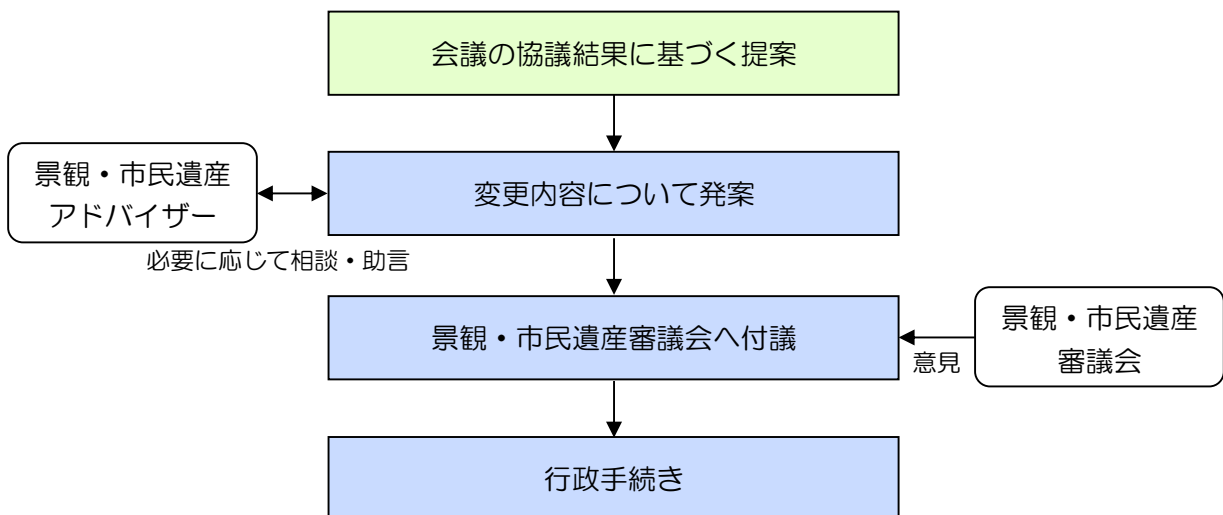 会議の協議結果に基づく提案
景観・市民遺産
アドバイザー
変更内容について発案
必要に応じて相談・助言
景観・市民遺産審議会へ付議
意見
景観・市民遺産
審議会
行政手続き